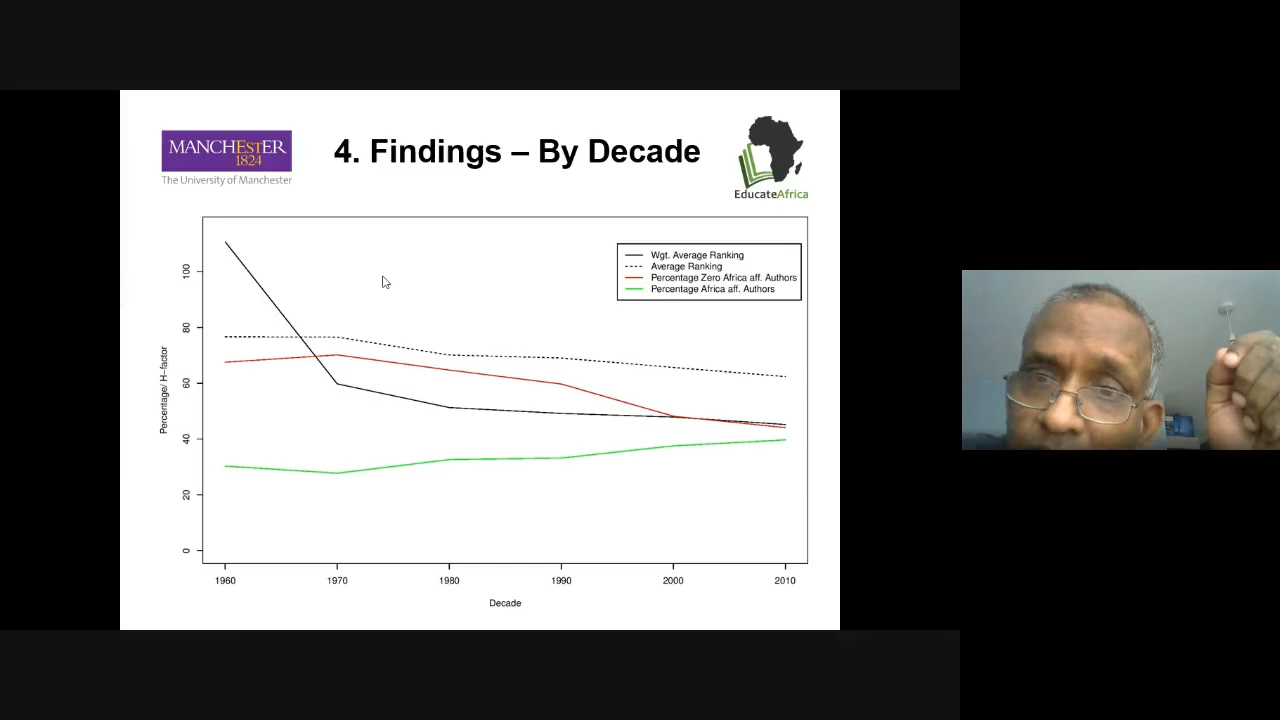 MANCHESTER
1824
The University of Manchester
4. Findings – By Decade
EducateAfrica
Wgt. Average Ranking
Average Ranking
Percentage Zero Africa aff. Authors
Percentage Africa aff. Authors
Percentage/ H−factor
100
80
60
40
20
0
1960 1970 1980 1990 2000 2010
Decade